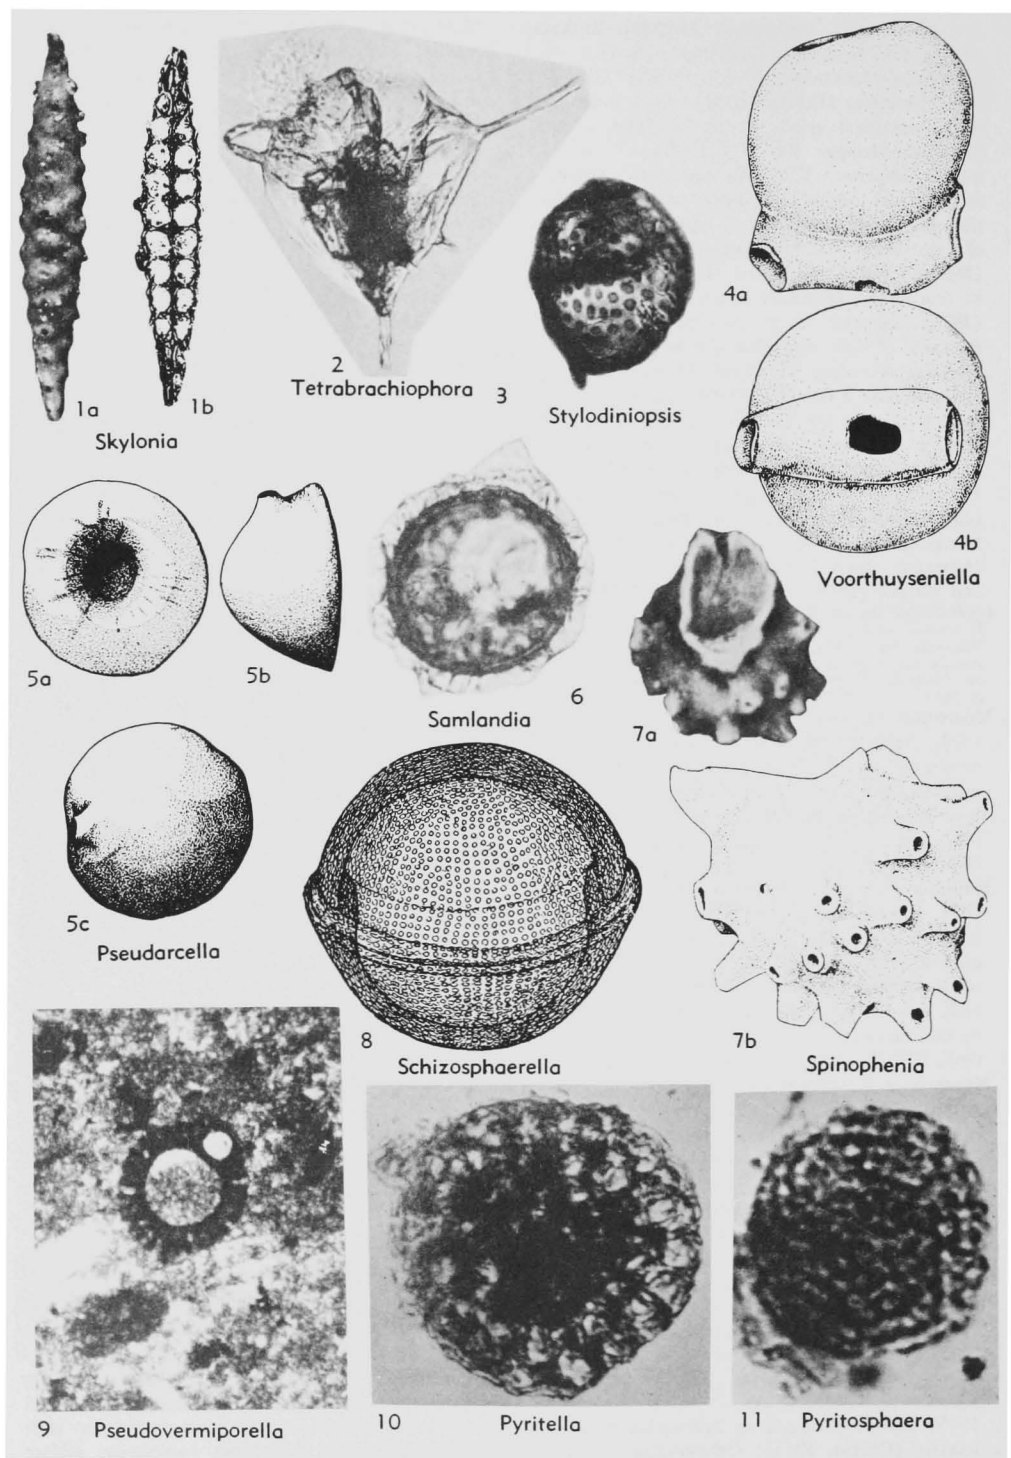 1a
1b
Skylonia
2
Tetrabrachiophora
3
Stylodiniopsis
4a
4b
Voorthuyseniella
5a
5b
5c
Pseudarcella
6
Samlandia
7a
7b
Spinophenia
8
Schizosphaerella
9 Pseudovermiporella
10 Pyritella
11 Pyritosphaera